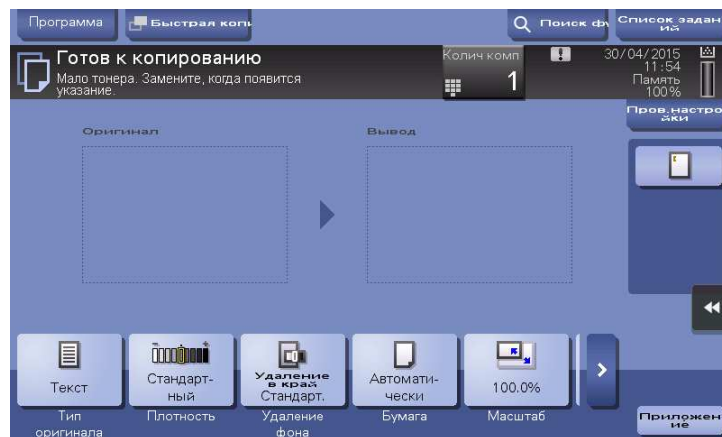 Программа
Быстрая копи
Поиск фу
Список задан
ий
Готов к копированию
Мало тонера. Замените, когда появится
указание.
Колич комп
1
30/04/2015
11:54
Память
100%
Пров.настро
йки
Оригинал
Вывод
Текст
Стандарт-
ный
Удаление
в край
Стандарт.
Автомати-
чески
100.0%
Тип
оригинала
Плотность
Удаление
фона
Бумага
Масштаб
Приложен
ие